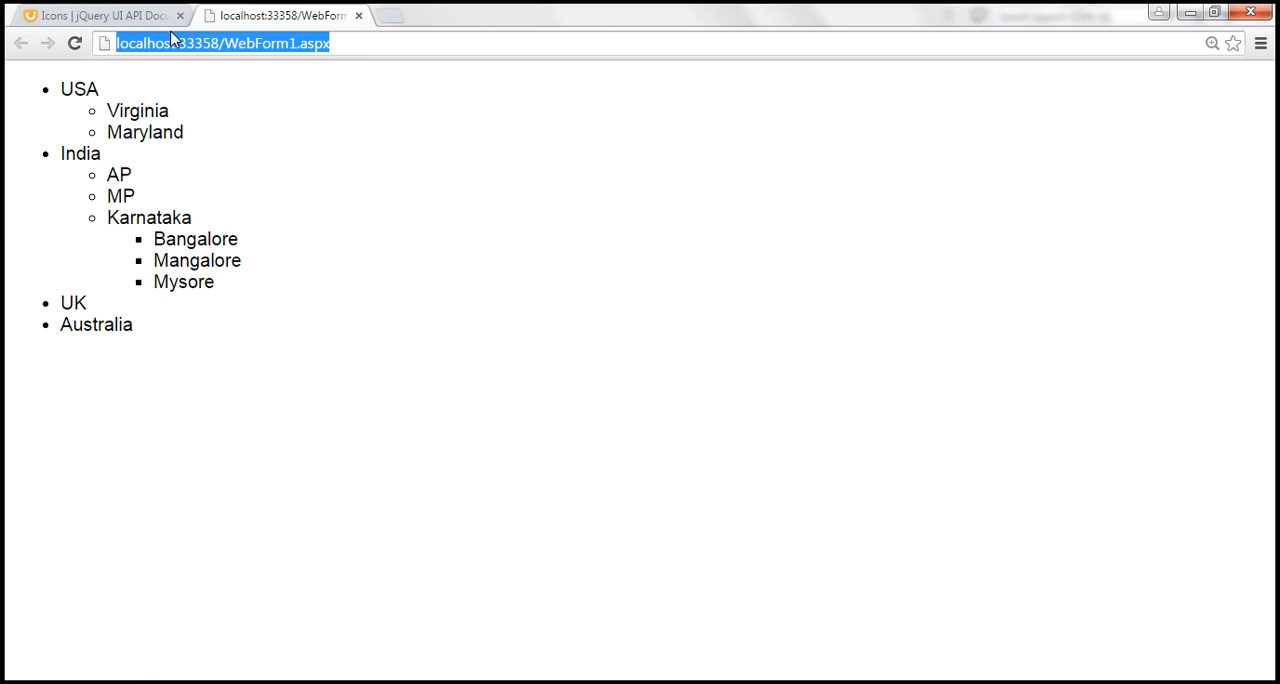 Icons | jQuery UI API Docu
localhost:33358/WebForm
localhost:33358/WebForm1.aspx
USA
Virginia
Maryland
India
AP
MP
Karnataka
Bangalore
Mangalore
Mysore
UK
Australia